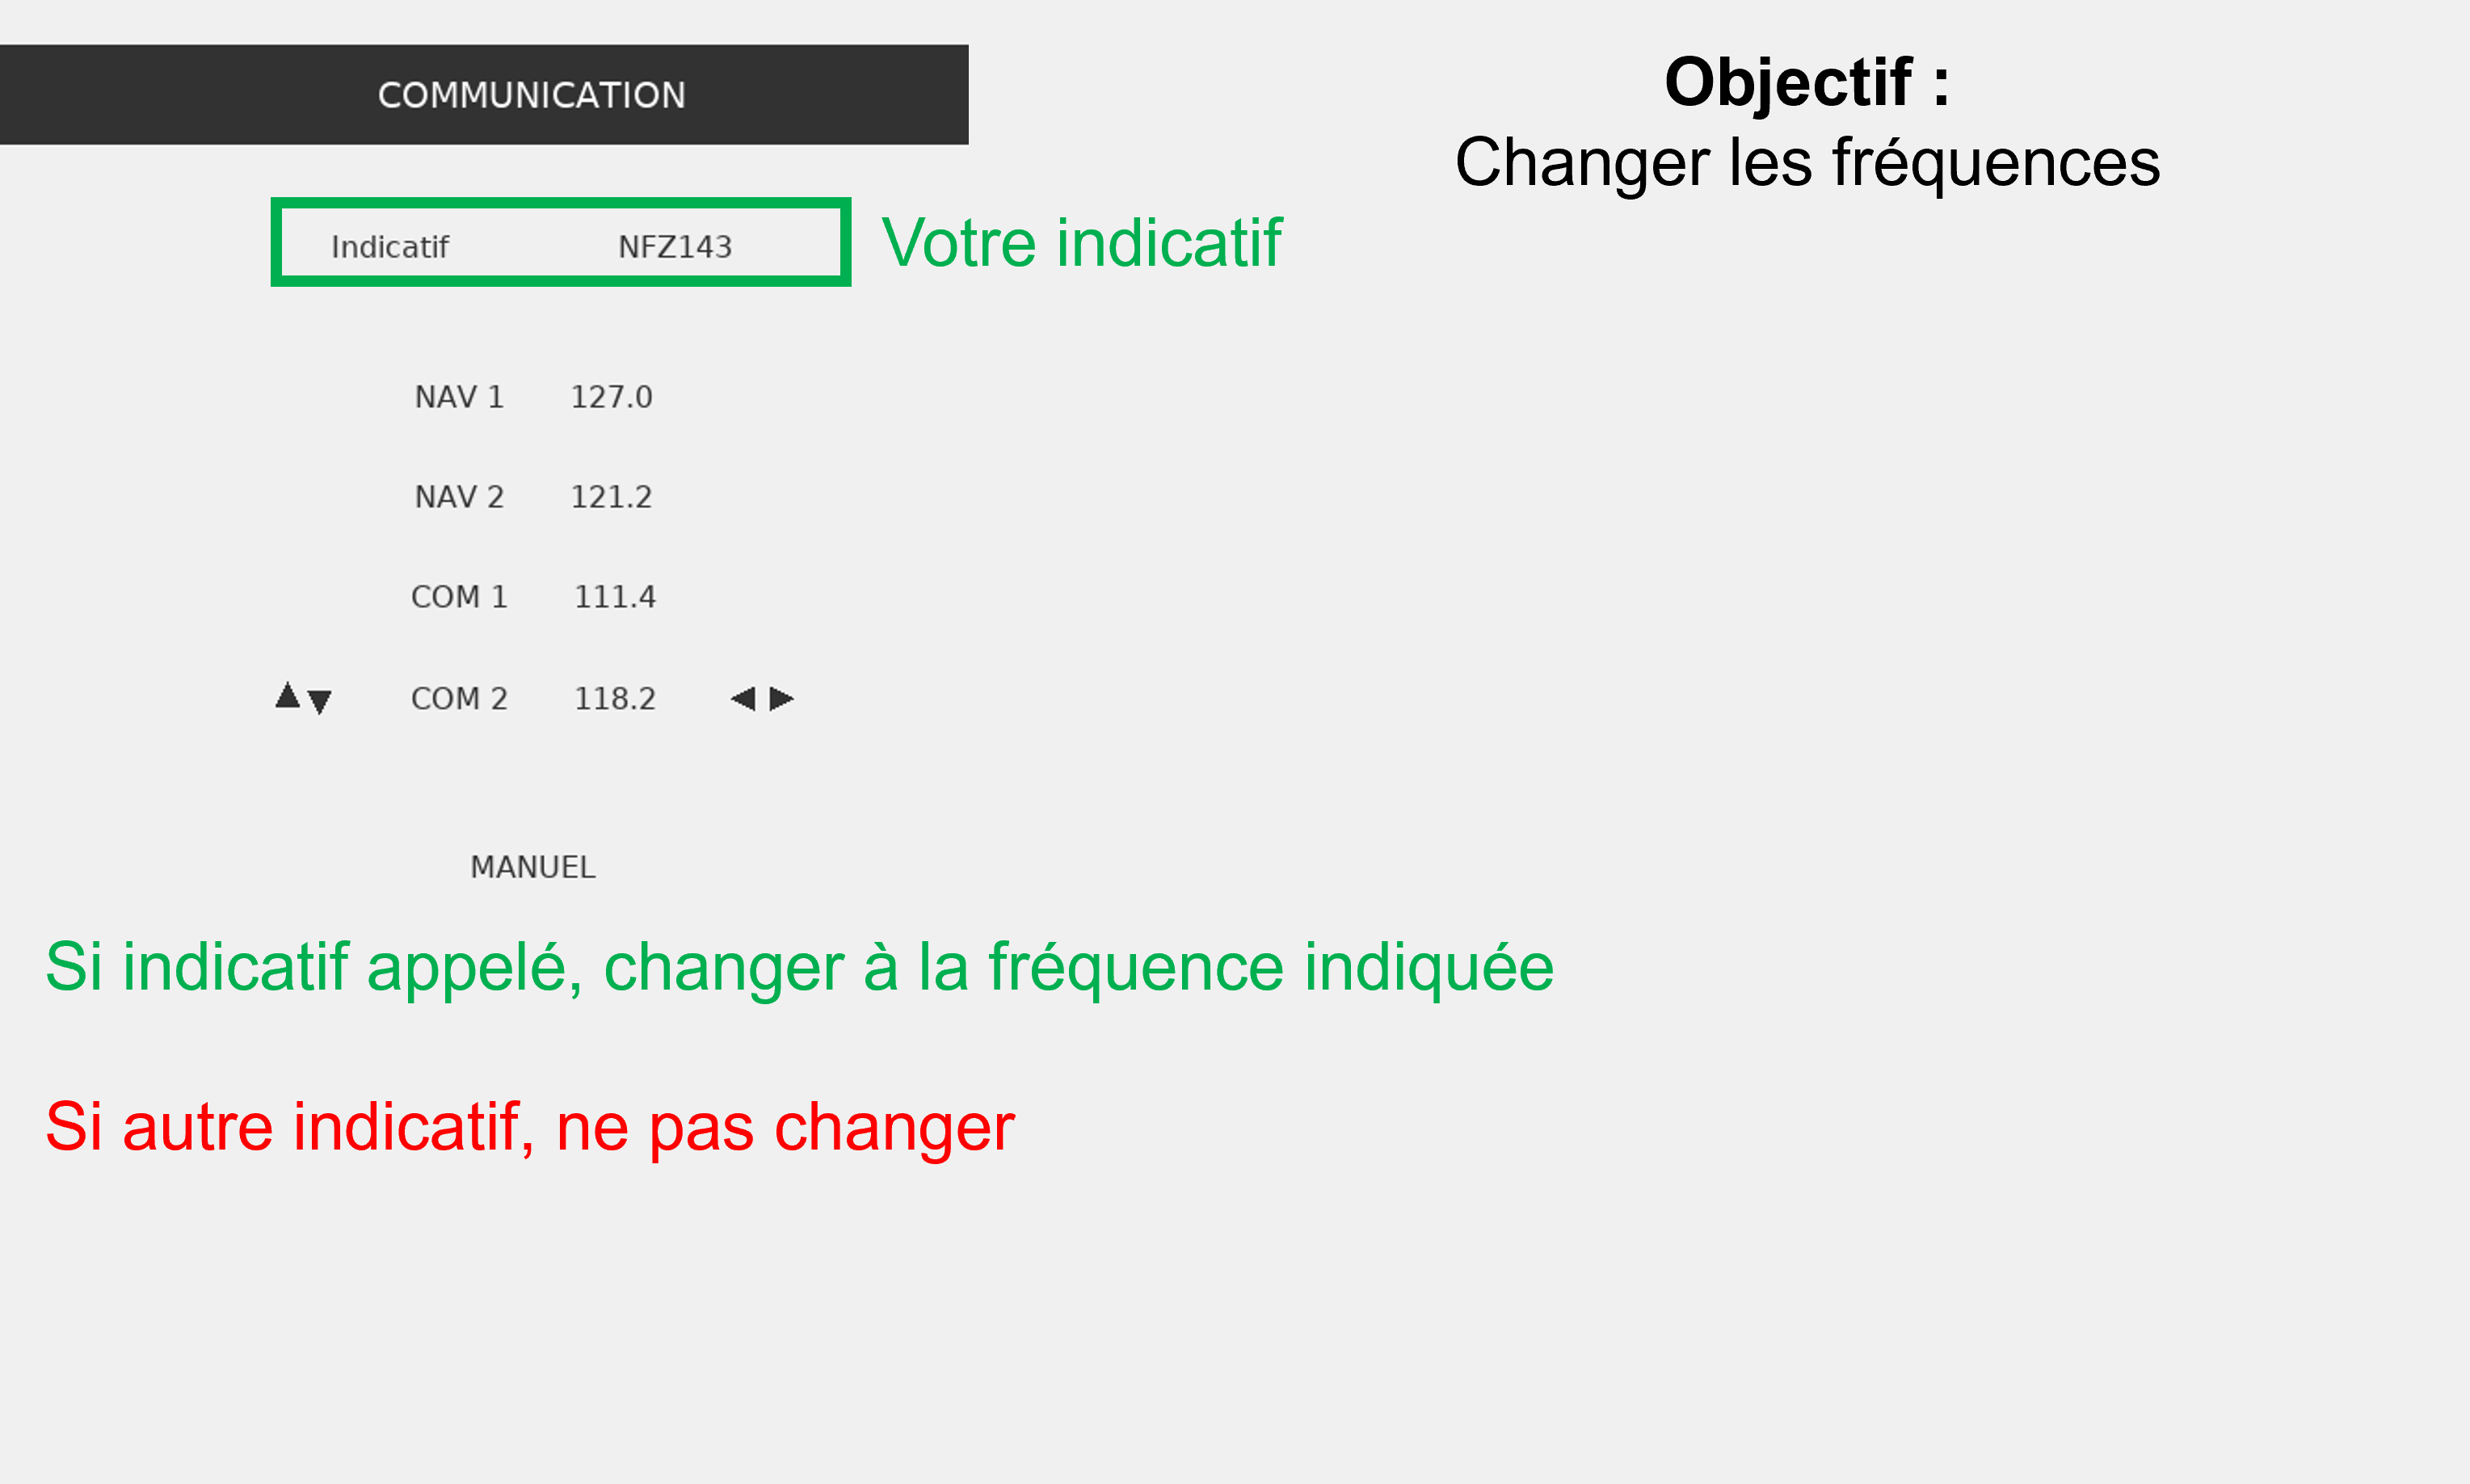 COMMUNICATION
Objectif :
Changer les fréquences
Indicatif NFZ143
Votre indicatif
NAV 1 127.0
NAV 2 121.2
COM 1 111.4
COM 2 118.2
MANUEL
Si indicatif appelé, changer à la fréquence indiquée
Si autre indicatif, ne pas changer